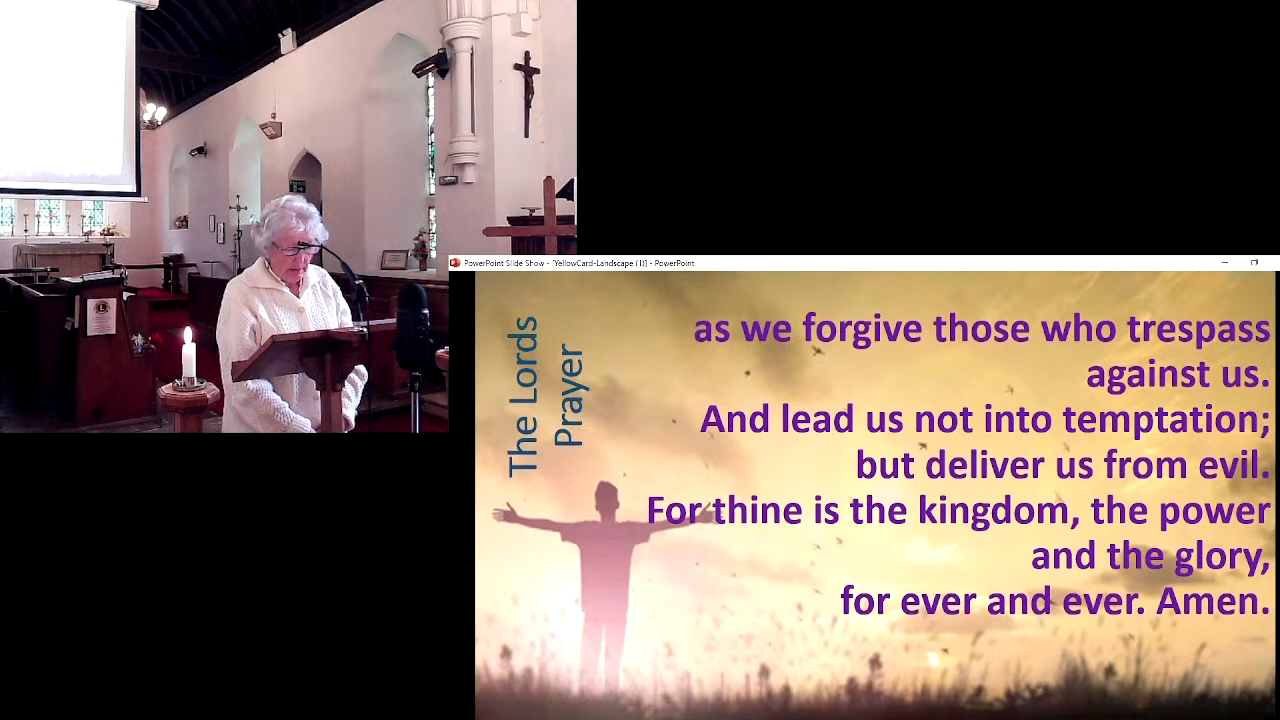 PowerPoint Slide Show - [YellowCard-Landscape (1)] - PowerPoint
The Lords
Prayer
as we forgive those who trespass
against us.
And lead us not into temptation;
but deliver us from evil.
For thine is the kingdom, the power
and the glory,
for ever and ever. Amen.